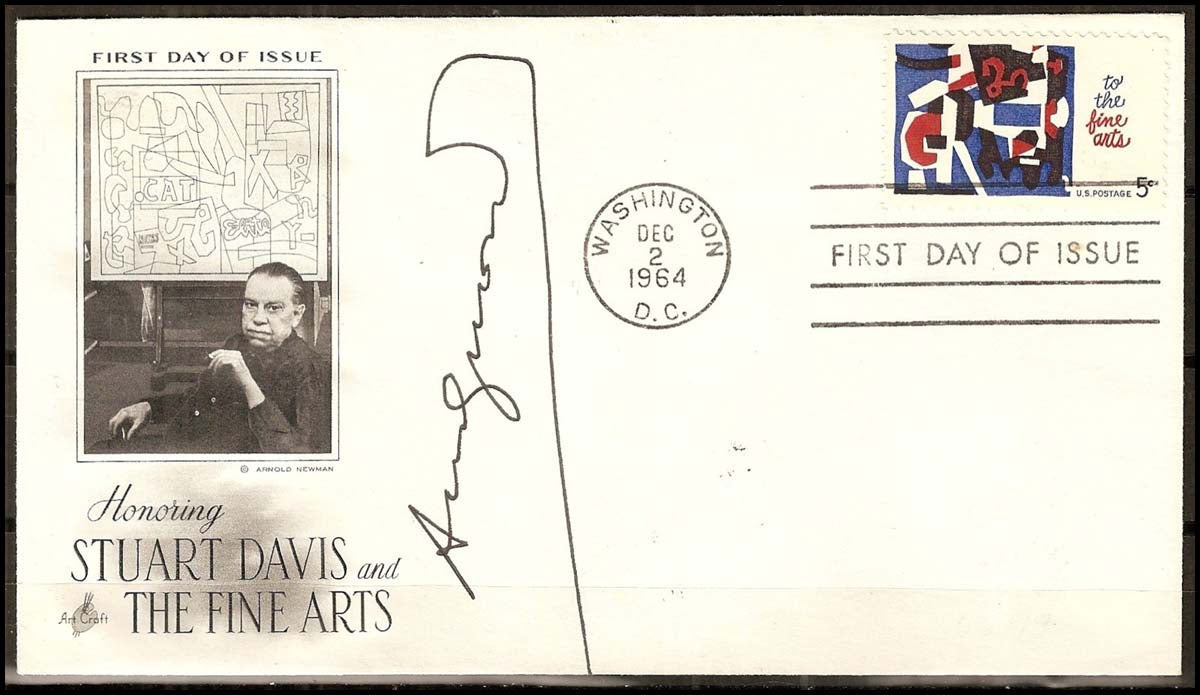 FIRST DAY OF ISSUE
.CAT
© ARNOLD NEWMAN
Honoring
STUART DAVIS and
THE FINE ARTS
Art Craft
WASHINGTON
DEC
2
1964
D.C.
to
the
fine
arts
5c
U.S.POSTAGE
FIRST DAY OF ISSUE